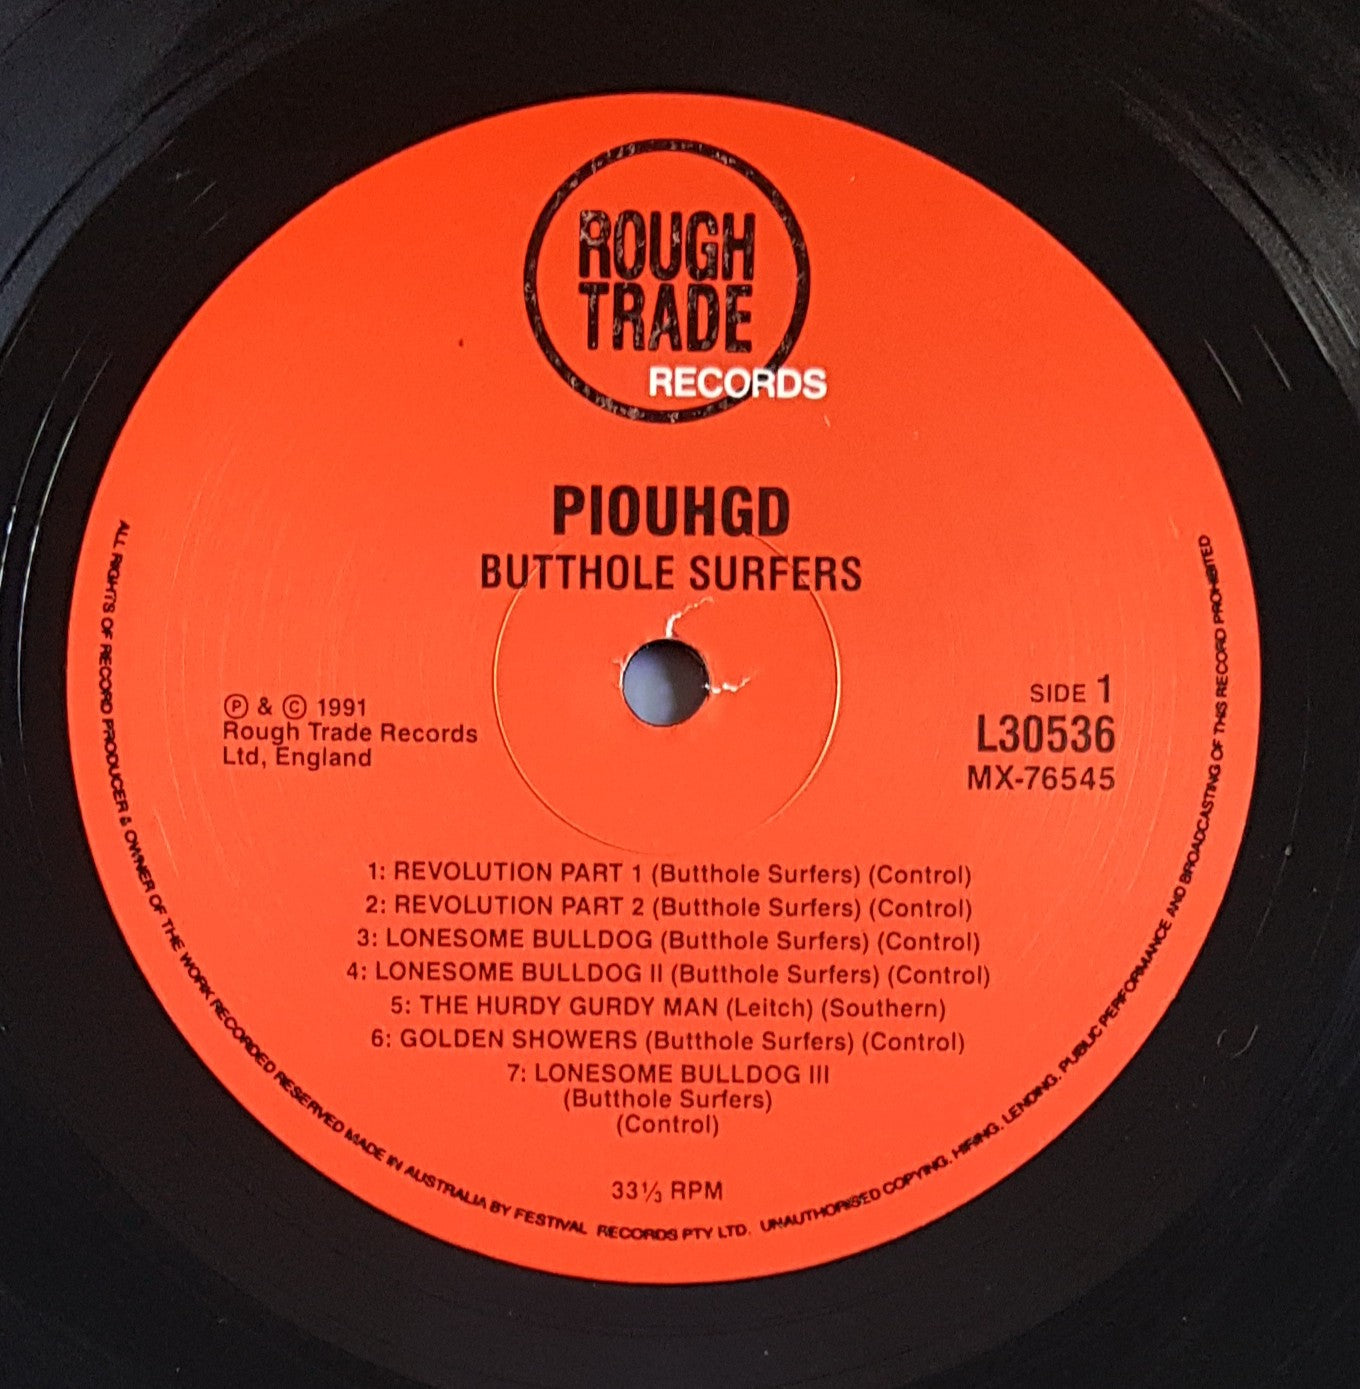 ROUGH
TRADE
RECORDS
PIOUHGD
BUTTHOLE SURFERS
Ⓟ & © 1991
Rough Trade Records
Ltd, England
SIDE 1
L30536
MX-76545
1: REVOLUTION PART 1 (Butthole Surfers) (Control)
2: REVOLUTION PART 2 (Butthole Surfers) (Control)
3: LONESOME BULLDOG (Butthole Surfers) (Control)
4: LONESOME BULLDOG II (Butthole Surfers) (Control)
5: THE HURDY GURDY MAN (Leitch) (Southern)
6: GOLDEN SHOWERS (Butthole Surfers) (Control)
7: LONESOME BULLDOG III
(Butthole Surfers)
(Control)
33⅓ RPM
ALL RIGHTS OF RECORD PRODUCER & OWNER OF THE WORK RECORDED RESERVED MADE IN AUSTRALIA BY FESTIVAL RECORDS PTY LTD. UNAUTHORISED COPYING, HIRING, LENDING, PUBLIC PERFORMANCE AND BROADCASTING OF THIS RECORD PROHIBITED